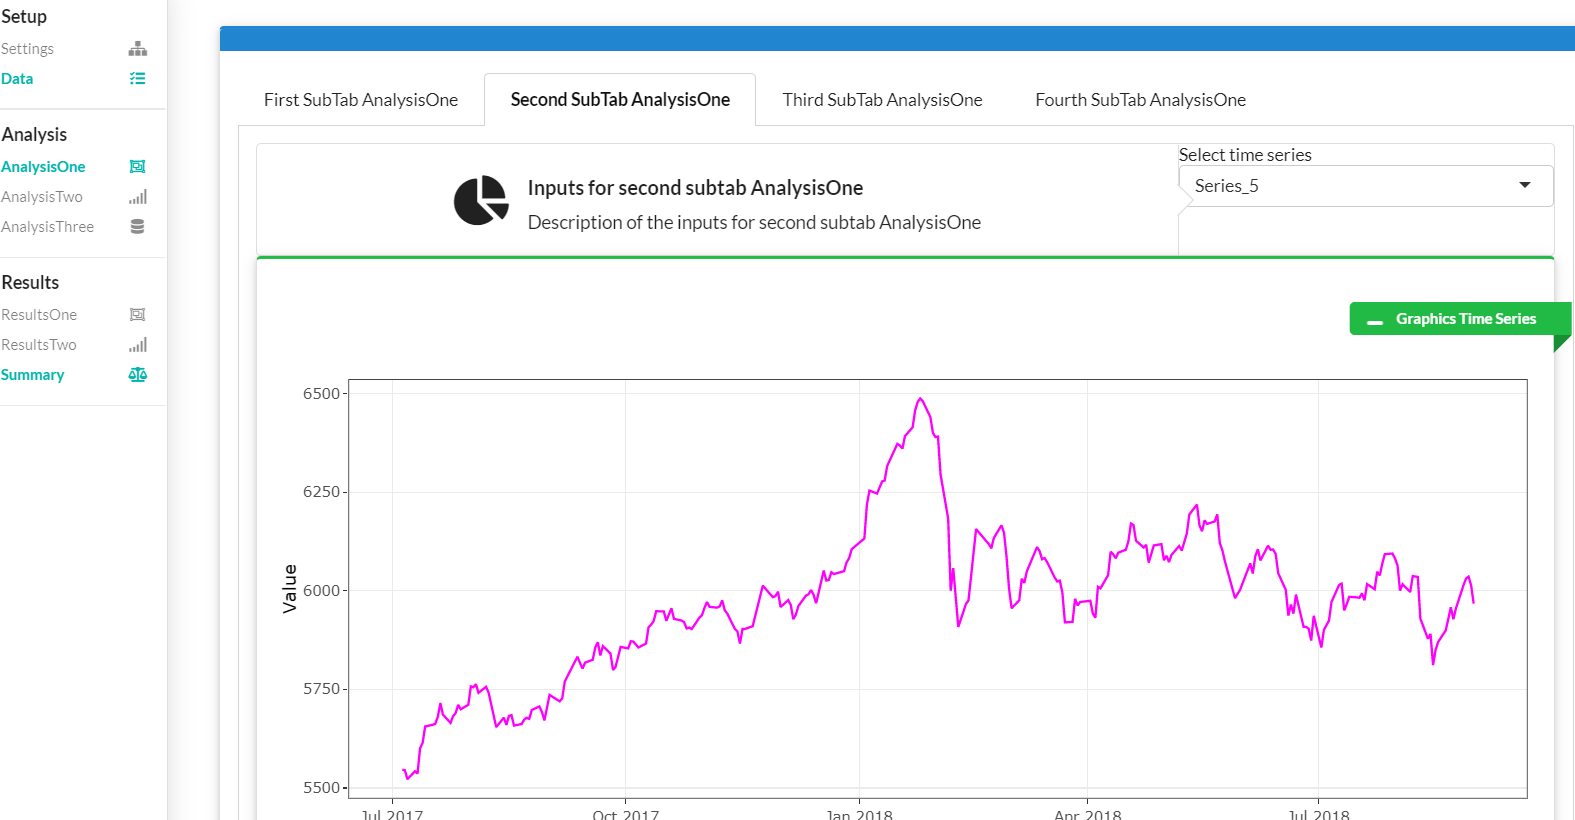 Setup
Settings
Data
Analysis
AnalysisOne
AnalysisTwo
AnalysisThree
Results
ResultsOne
ResultsTwo
Summary
First SubTab AnalysisOne
Second SubTab AnalysisOne
Third SubTab AnalysisOne
Fourth SubTab AnalysisOne
Inputs for second subtab AnalysisOne
Description of the inputs for second subtab AnalysisOne
Select time series
Series_5
Graphics Time Series
6500
6250
6000
5750
5500
Value
Jul 2017
Oct 2017
Jan 2018
Apr 2018
Jul 2018